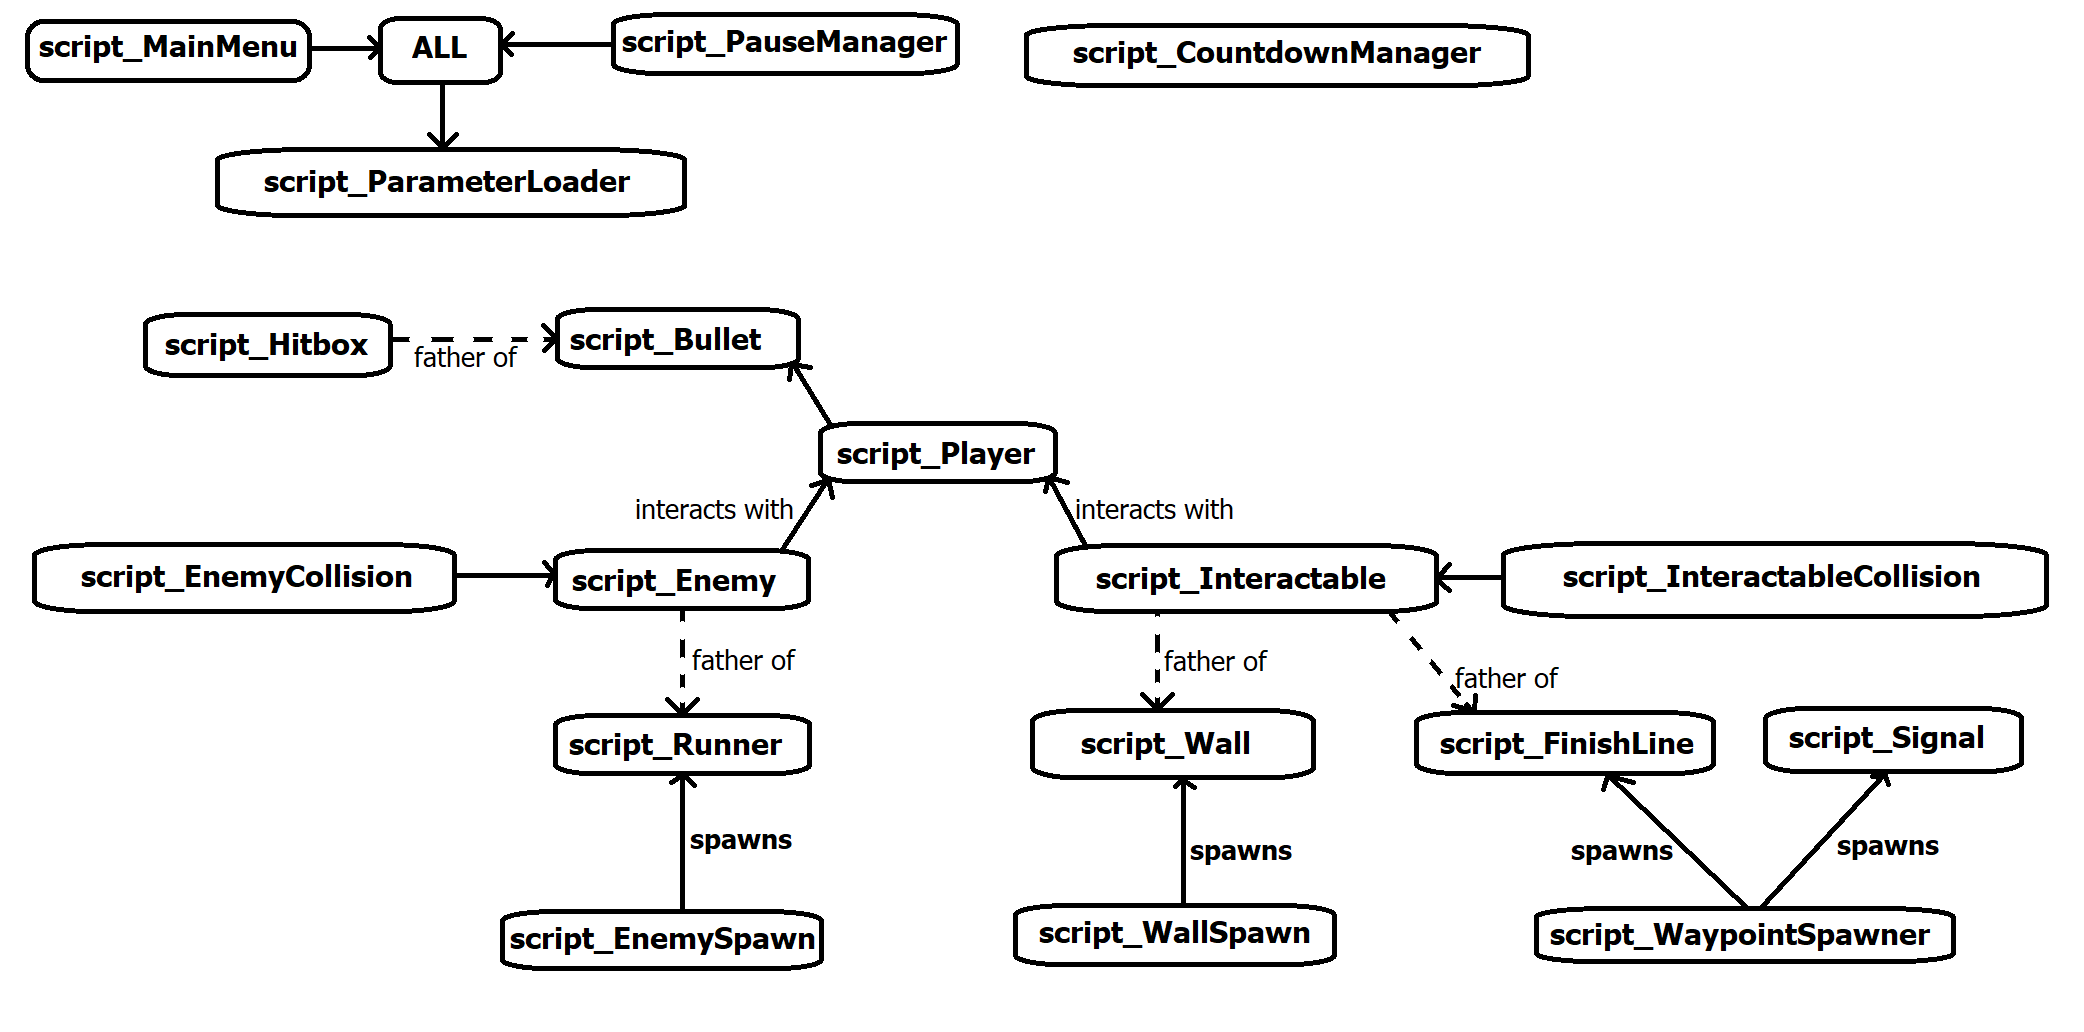 script_MainMenu
ALL
script_PauseManager
script_CountdownManager
script_ParameterLoader
script_Hitbox
father of
script_Bullet
script_Player
interacts with
interacts with
script_EnemyCollision
script_Enemy
script_Interactable
script_InteractableCollision
father of
father of
father of
script_Runner
script_Wall
script_FinishLine
script_Signal
spawns
spawns
spawns
spawns
script_EnemySpawn
script_WallSpawn
script_WaypointSpawner